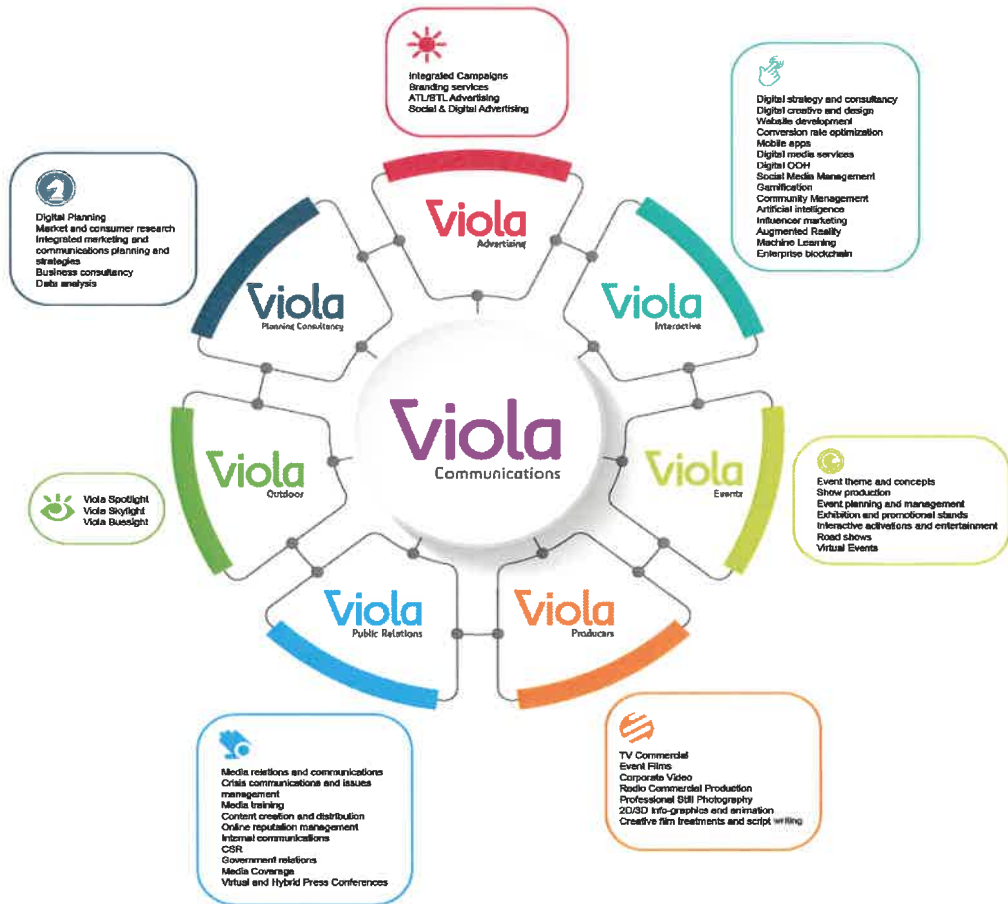 Integrated Campaigns
Branding services
ATL/BTL Advertising
Social & Digital Advertising
Digital strategy and consultancy
Digital creative and design
Website development
Conversion rate optimization
Mobile apps
Digital media services
Digital OOH
Social Media Management
Gamification
Community Management
Artificial intelligence
Influencer marketing
Augmented Reality
Machine Learning
Enterprise blockchain
Digital Planning
Market and consumer research
Integrated marketing and
communications planning and
strategies
Business consultancy
Data analysis
Viola
Advertising
Viola
Planning Consultancy
Viola
Interactive
Viola
Communications
Viola
Outdoor
Viola
Events
Viola Spotlight
Viola Skylight
Viola Busesight
Event theme and concepts
Show production
Event planning and management
Exhibition and promotional stands
Interactive activations and entertainment
Road shows
Virtual Events
Viola
Public Relations
Viola
Producers
Media relations and communications
Crisis communications and issues
management
Media training
Content creation and distribution
Online reputation management
Internal communications
CSR
Government relations
Media Coverage
Virtual and Hybrid Press Conferences
TV Commercial
Event Films
Corporate Video
Radio Commercial Production
Professional Still Photography
2D/3D Info-graphics and animation
Creative film treatments and script writing